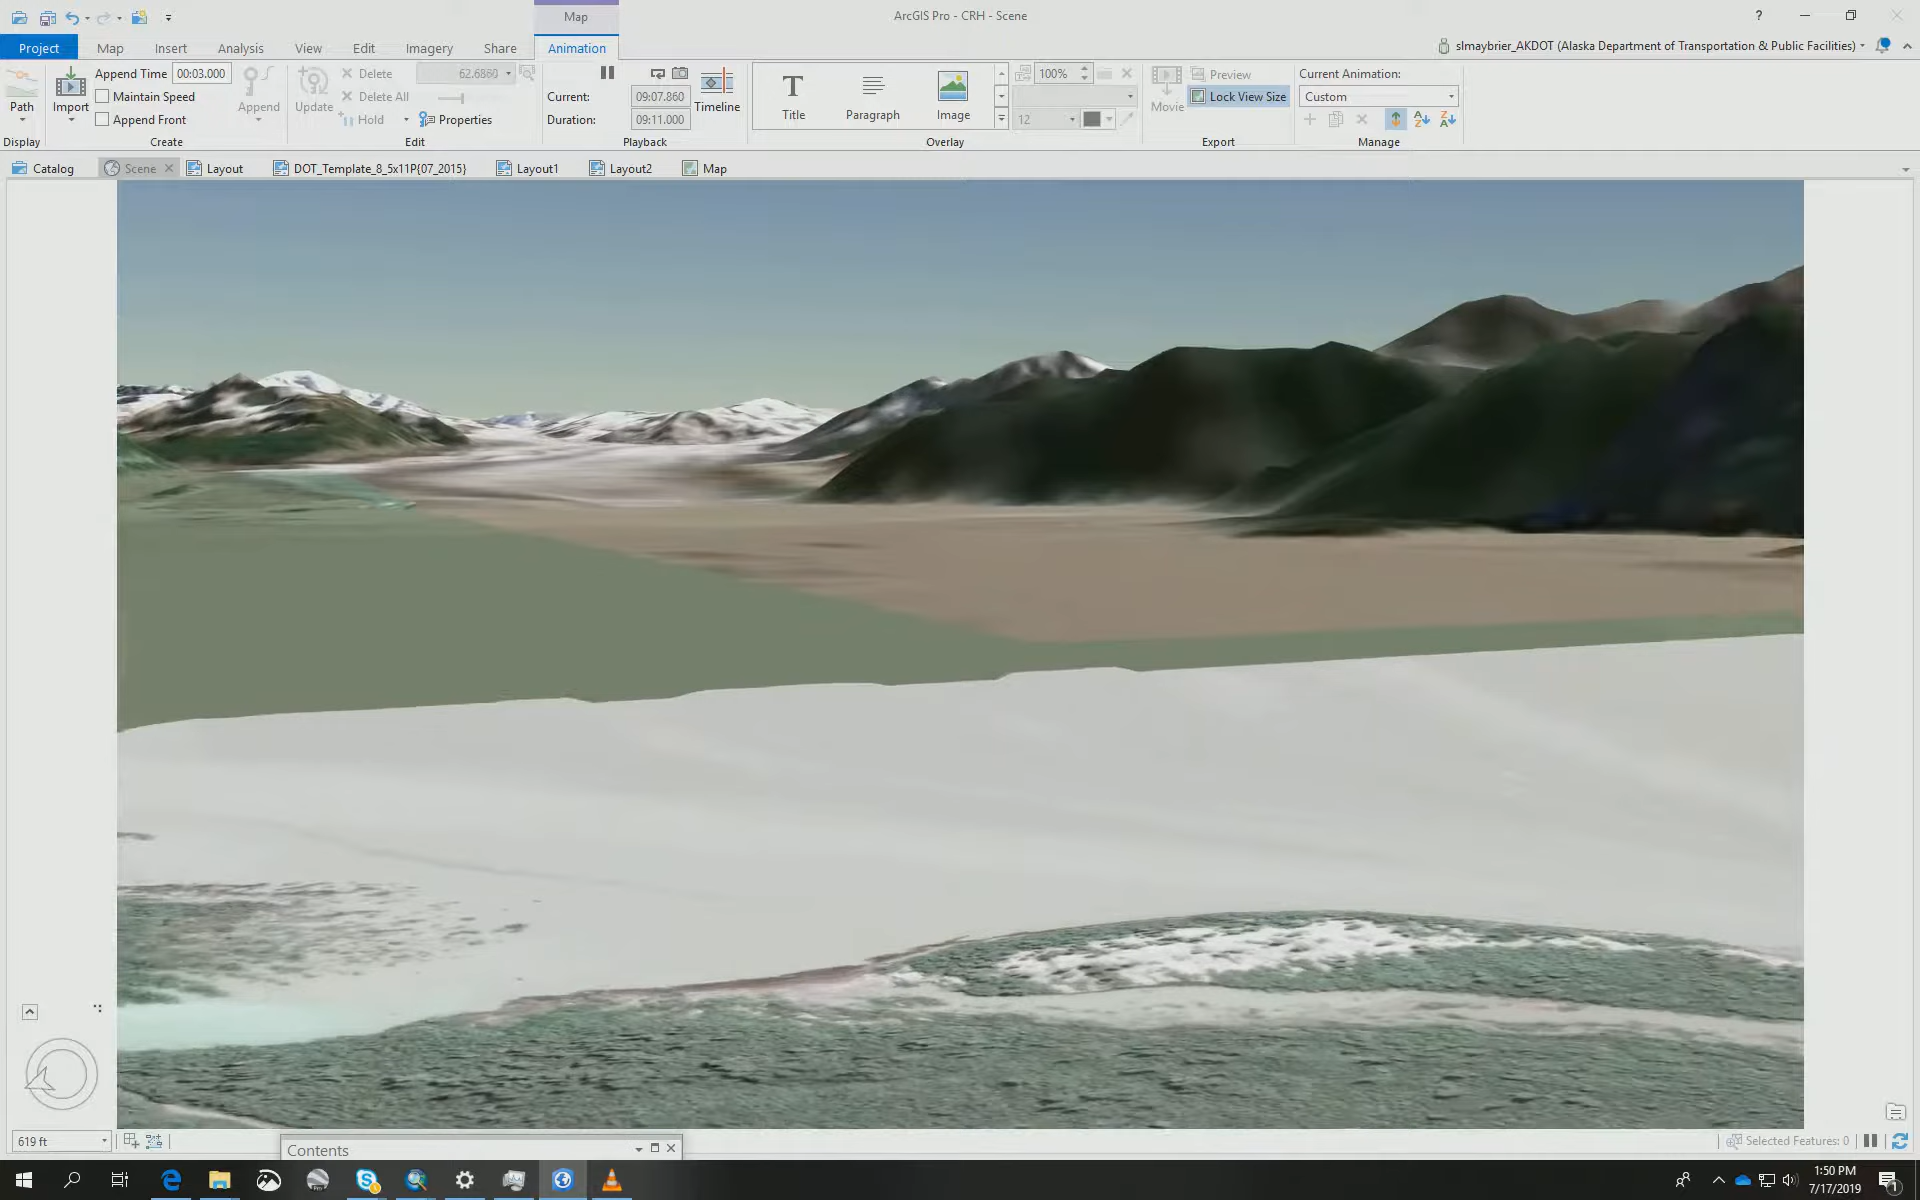 Map
ArcGIS Pro - CRH - Scene
?
Project
Map
Insert
Analysis
View
Edit
Imagery
Share
Animation
slmaybrier_AKDOT (Alaska Department of Transportation & Public Facilities)
Path
Display
Import
Append Time 00:03.000
Maintain Speed
Append Front
Append
Create
Update
Delete
Delete All
Hold
62.6860
Properties
Edit
Current: 09:07.860
Duration: 09:11.000
Timeline
Playback
Title
Paragraph
Image
100%
12
Overlay
Movie
Preview
Lock View Size
Export
Current Animation:
Custom
Manage
Catalog
Scene
Layout
DOT_Template_8_5x11P{07_2015}
Layout1
Layout2
Map
619 ft
Contents
Selected Features: 0
1:50 PM
7/17/2019
1